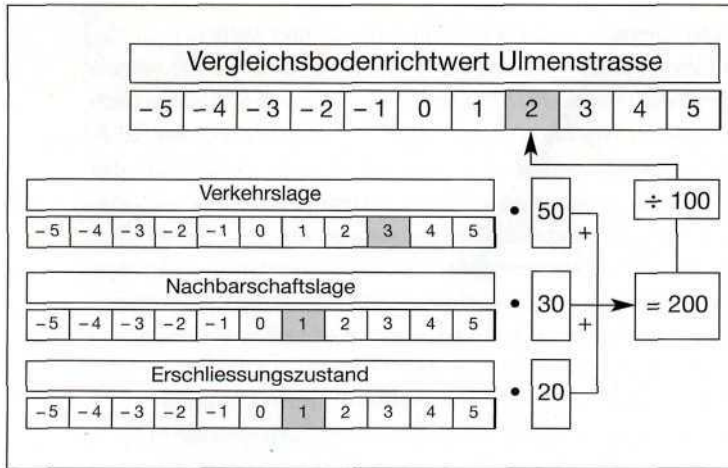 Vergleichsbodenrichtwert Ulmenstrasse
-5 -4 -3 -2 -1 0 1 2 3 4 5
Verkehrslage
-5 -4 -3 -2 -1 0 1 2 3 4 5
• 50
÷ 100
+
Nachbarschaftslage
-5 -4 -3 -2 -1 0 1 2 3 4 5
• 30
= 200
+
Erschliessungszustand
-5 -4 -3 -2 -1 0 1 2 3 4 5
• 20